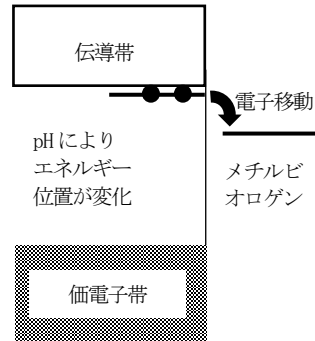 伝導帯
電子移動
pHにより
エネルギー
位置が変化
メチルビ
オロゲン
価電子帯